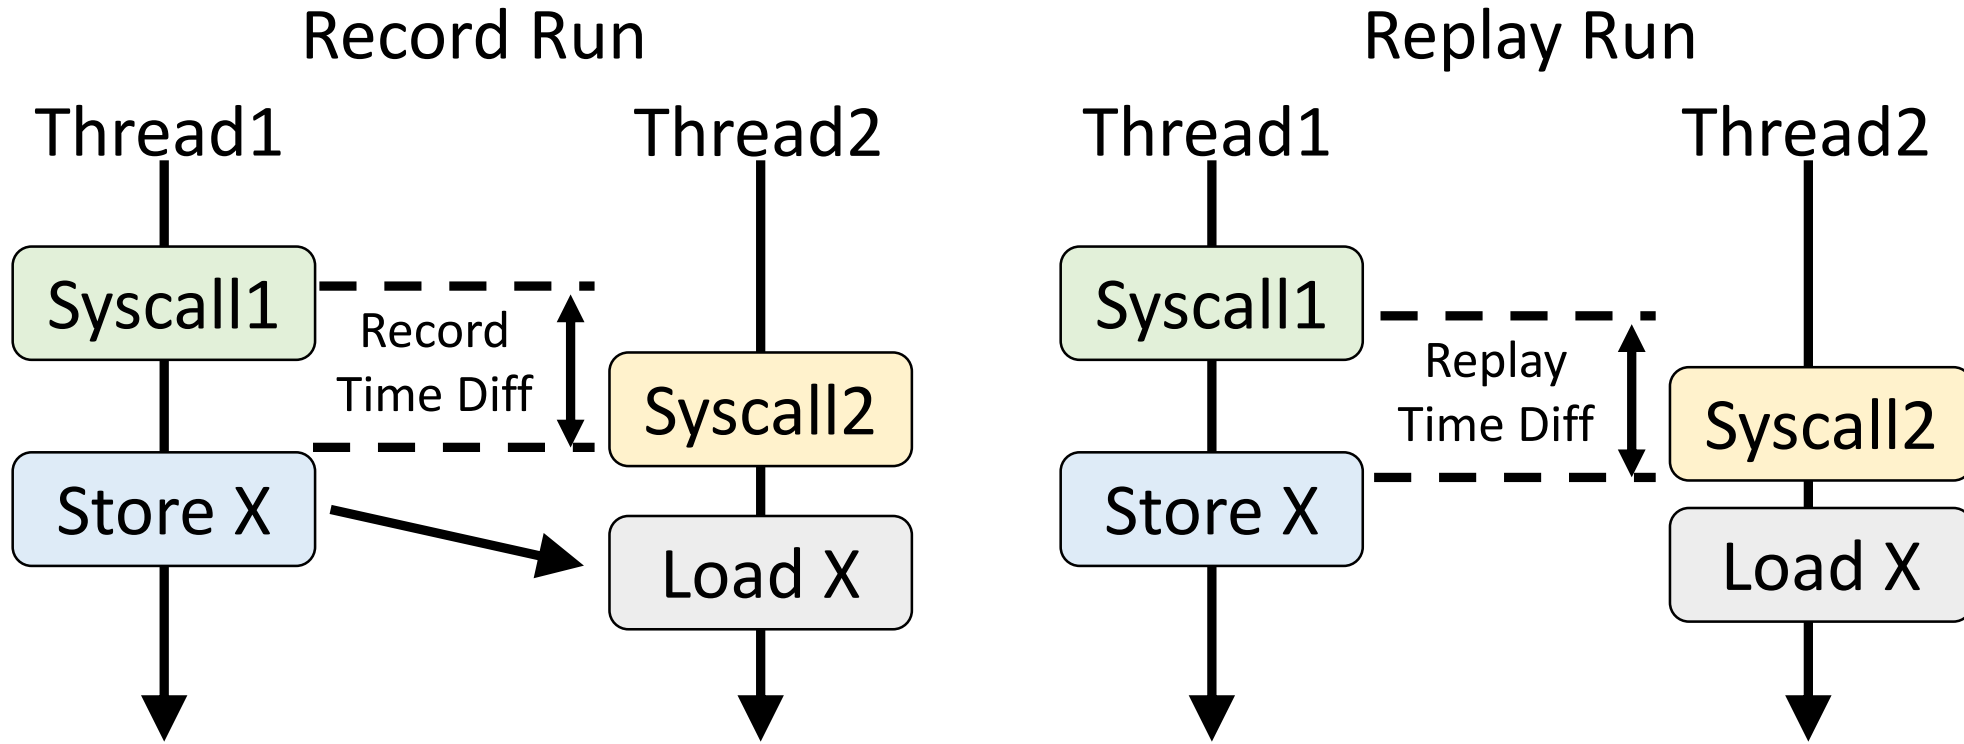 Record Run
Thread1
Thread2
Syscall1
Record
Time Diff
Syscall2
Store X
Load X
Replay Run
Thread1
Thread2
Syscall1
Replay
Time Diff
Syscall2
Store X
Load X